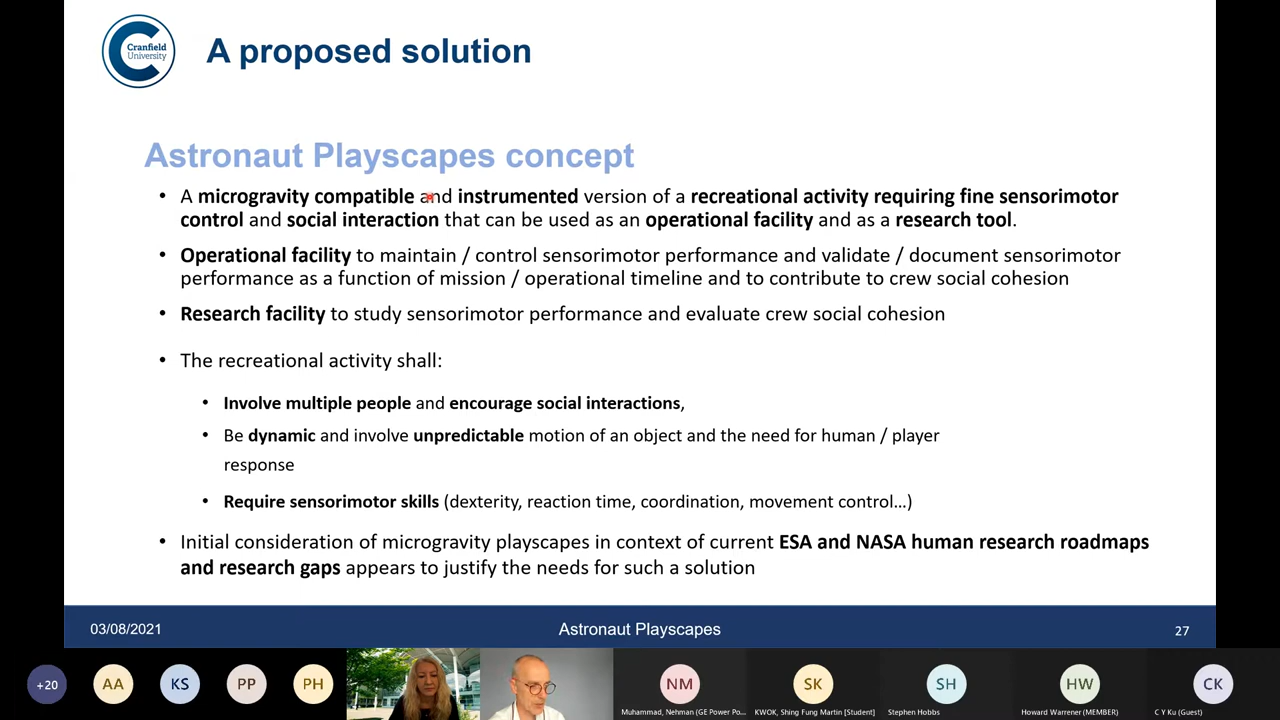 Cranfield
University
A proposed solution
Astronaut Playscapes concept
• A microgravity compatible and instrumented version of a recreational activity requiring fine sensorimotor
control and social interaction that can be used as an operational facility and as a research tool.
• Operational facility to maintain / control sensorimotor performance and validate / document sensorimotor
performance as a function of mission / operational timeline and to contribute to crew social cohesion
• Research facility to study sensorimotor performance and evaluate crew social cohesion
• The recreational activity shall:
• Involve multiple people and encourage social interactions,
• Be dynamic and involve unpredictable motion of an object and the need for human / player
response
• Require sensorimotor skills (dexterity, reaction time, coordination, movement control...)
• Initial consideration of microgravity playscapes in context of current ESA and NASA human research roadmaps
and research gaps appears to justify the needs for such a solution
03/08/2021 Astronaut Playscapes 27
+20 AA KS PP PH NM SK SH HW CK
Muhammad, Nehman (GE Power Po... KWOK, Shing Fung Martin [Student] Stephen Hobbs Howard Warrener (MEMBER) C Y Ku (Guest)